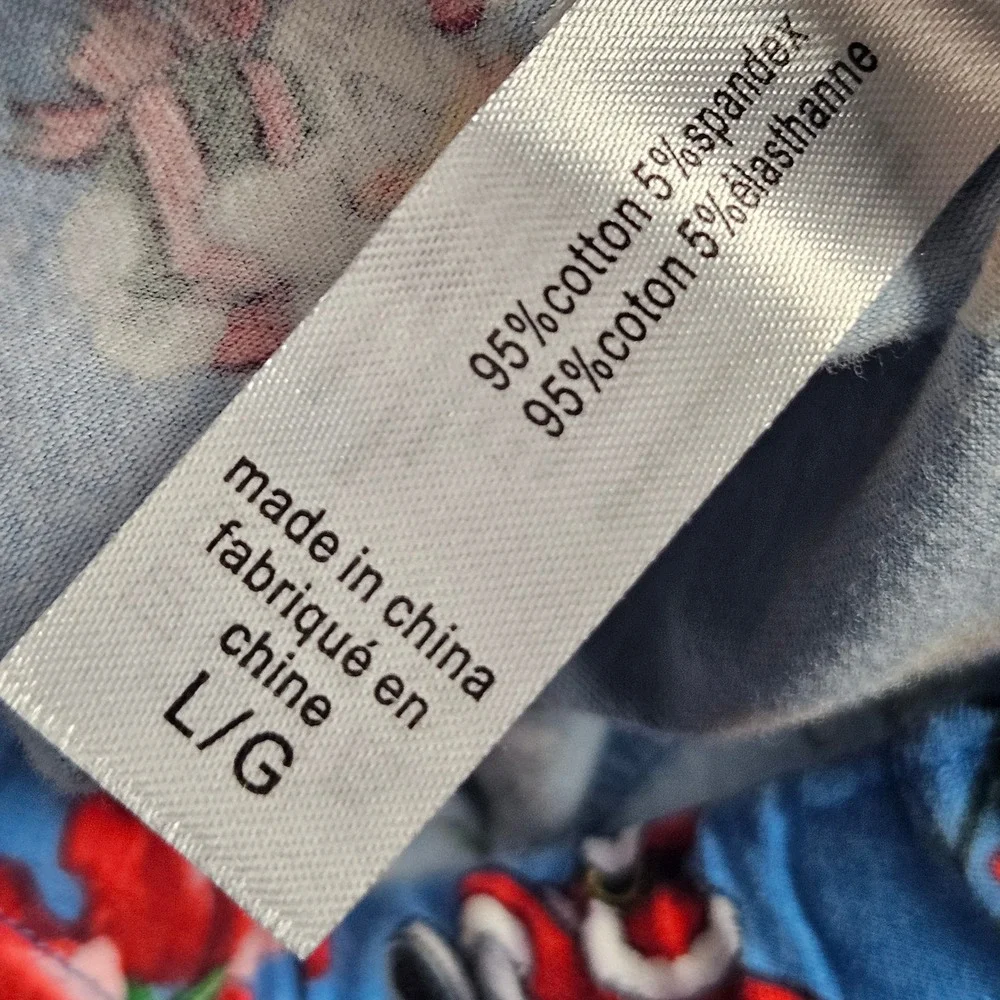 95%cotton 5%spandex
95%coton 5%élasthanne
made in china
fabriqué en
chine
L/G